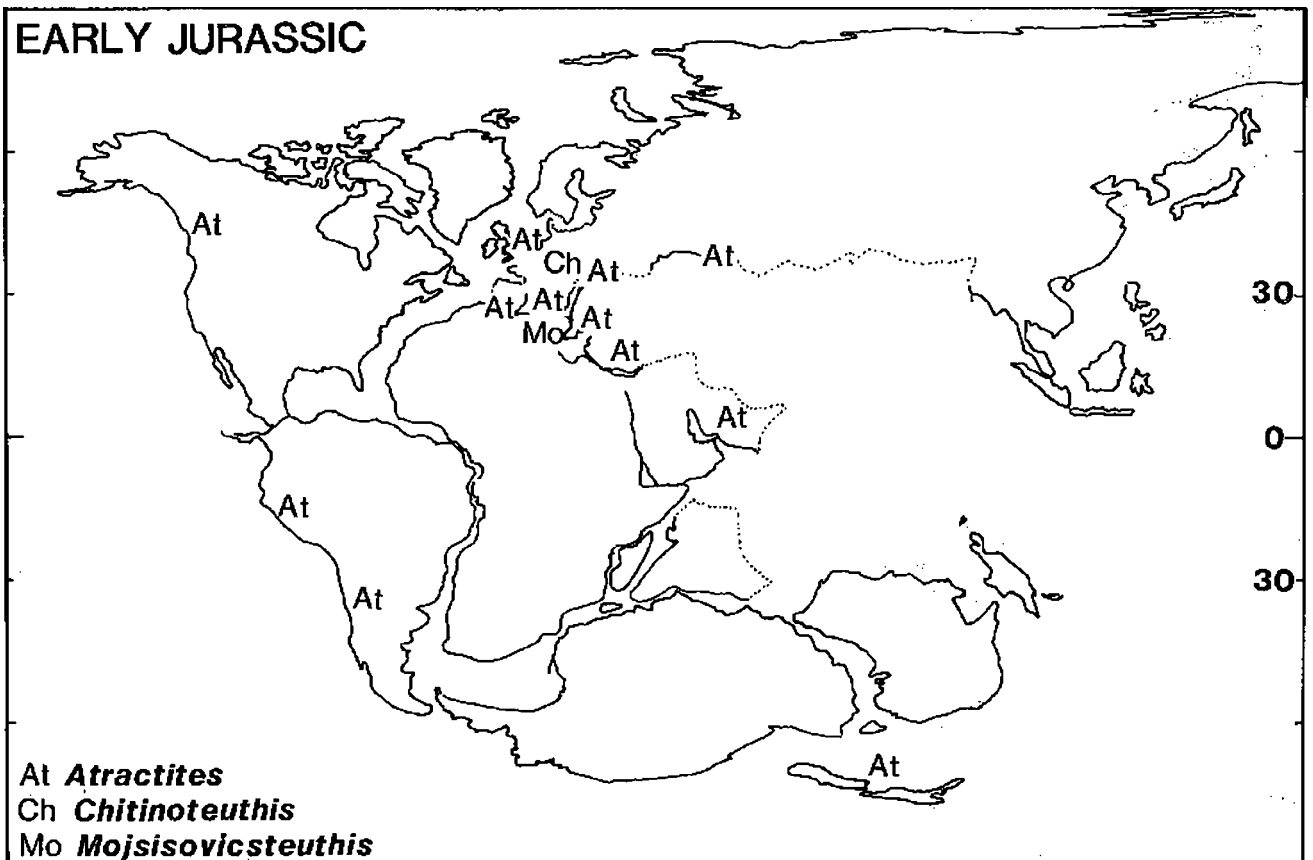 EARLY JURASSIC
At
At
Ch
At
At
At
At
30
At
Mo
At
At
0
At
At
30
At
At Atractites
Ch Chitinoteuthis
Mo Mojsisovicsteuthis